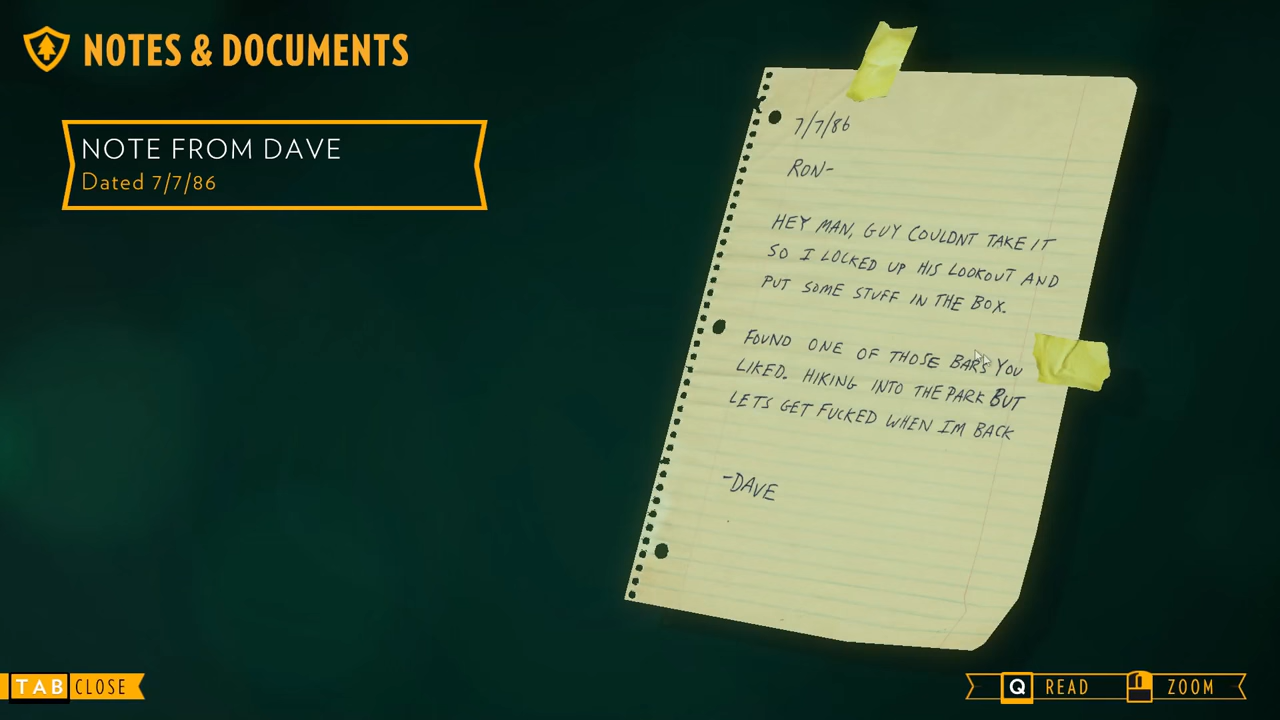 NOTES & DOCUMENTS
NOTE FROM DAVE
Dated 7/7/86
7/7/86
RON-
HEY MAN, GUY COULDNT TAKE IT
SO I LOCKED UP HIS LOOKOUT AND
PUT SOME STUFF IN THE BOX.
FOUND ONE OF THOSE BARS YOU
LIKED. HIKING INTO THE PARK BUT
LETS GET FUCKED WHEN IM BACK
-DAVE
TAB CLOSE
Q READ
ZOOM